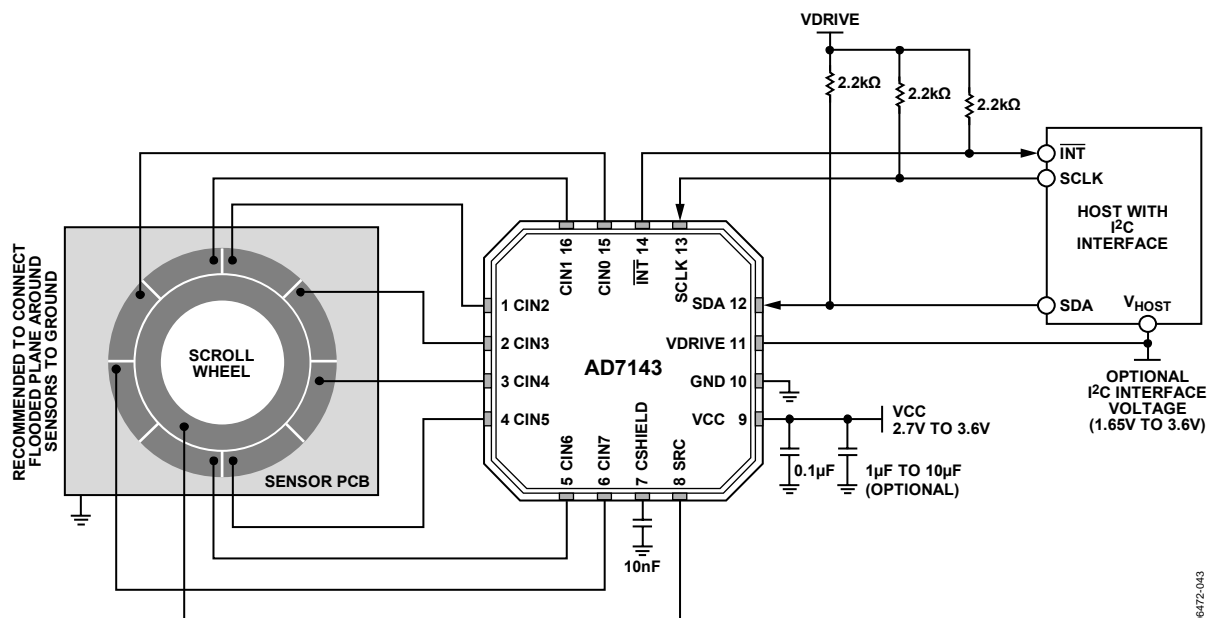 VDRIVE
2.2kΩ
2.2kΩ
2.2kΩ
INT
SCLK
HOST WITH
I²C
INTERFACE
SDA
VHOST
OPTIONAL
I²C INTERFACE
VOLTAGE
(1.65V TO 3.6V)
RECOMMENDED TO CONNECT
FLOODED PLANE AROUND
SENSORS TO GROUND
SCROLL
WHEEL
SENSOR PCB
AD7143
CIN1 16
CIN0 15
INT 14
SCLK 13
1 CIN2
2 CIN3
3 CIN4
4 CIN5
5 CIN6
6 CIN7
7 CSHIELD
8 SRC
SDA 12
VDRIVE 11
GND 10
VCC 9
10nF
0.1µF
1µF TO 10µF
(OPTIONAL)
VCC
2.7V TO 3.6V